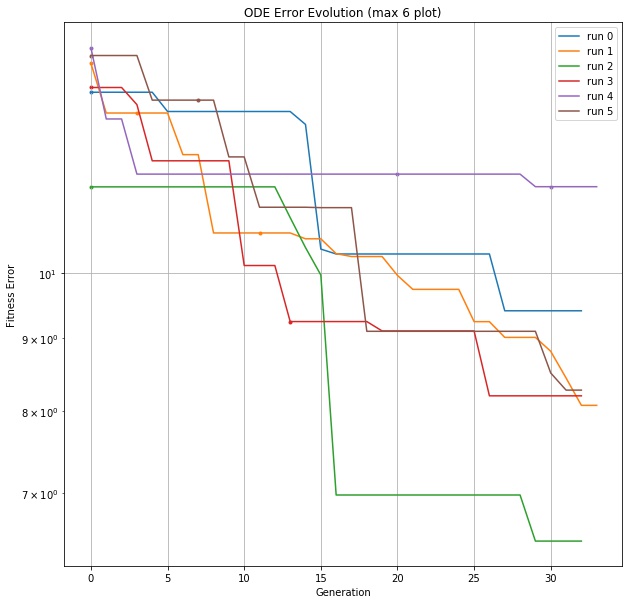 ODE Error Evolution (max 6 plot)
run 0
run 1
run 2
run 3
run 4
run 5
Fitness Error
10¹
9 × 10⁰
8 × 10⁰
7 × 10⁰
0 5 10 15 20 25 30
Generation